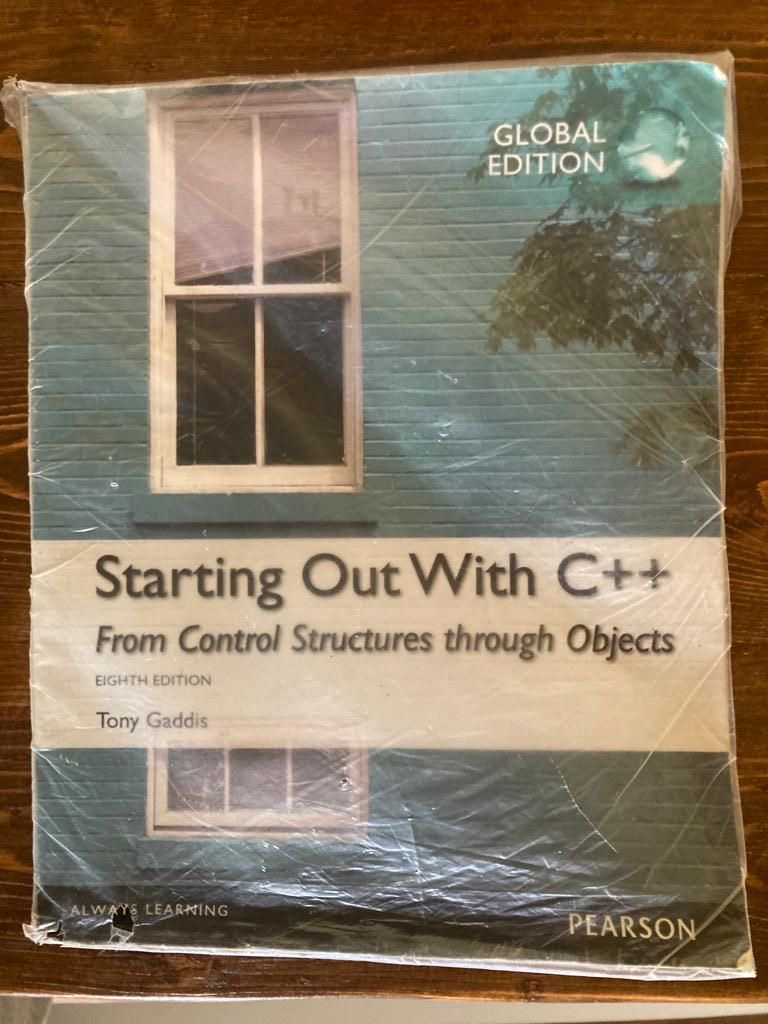 GLOBAL
EDITION
Starting Out With C++
From Control Structures through Objects
EIGHTH EDITION
Tony Gaddis
ALWAYS LEARNING
PEARSON